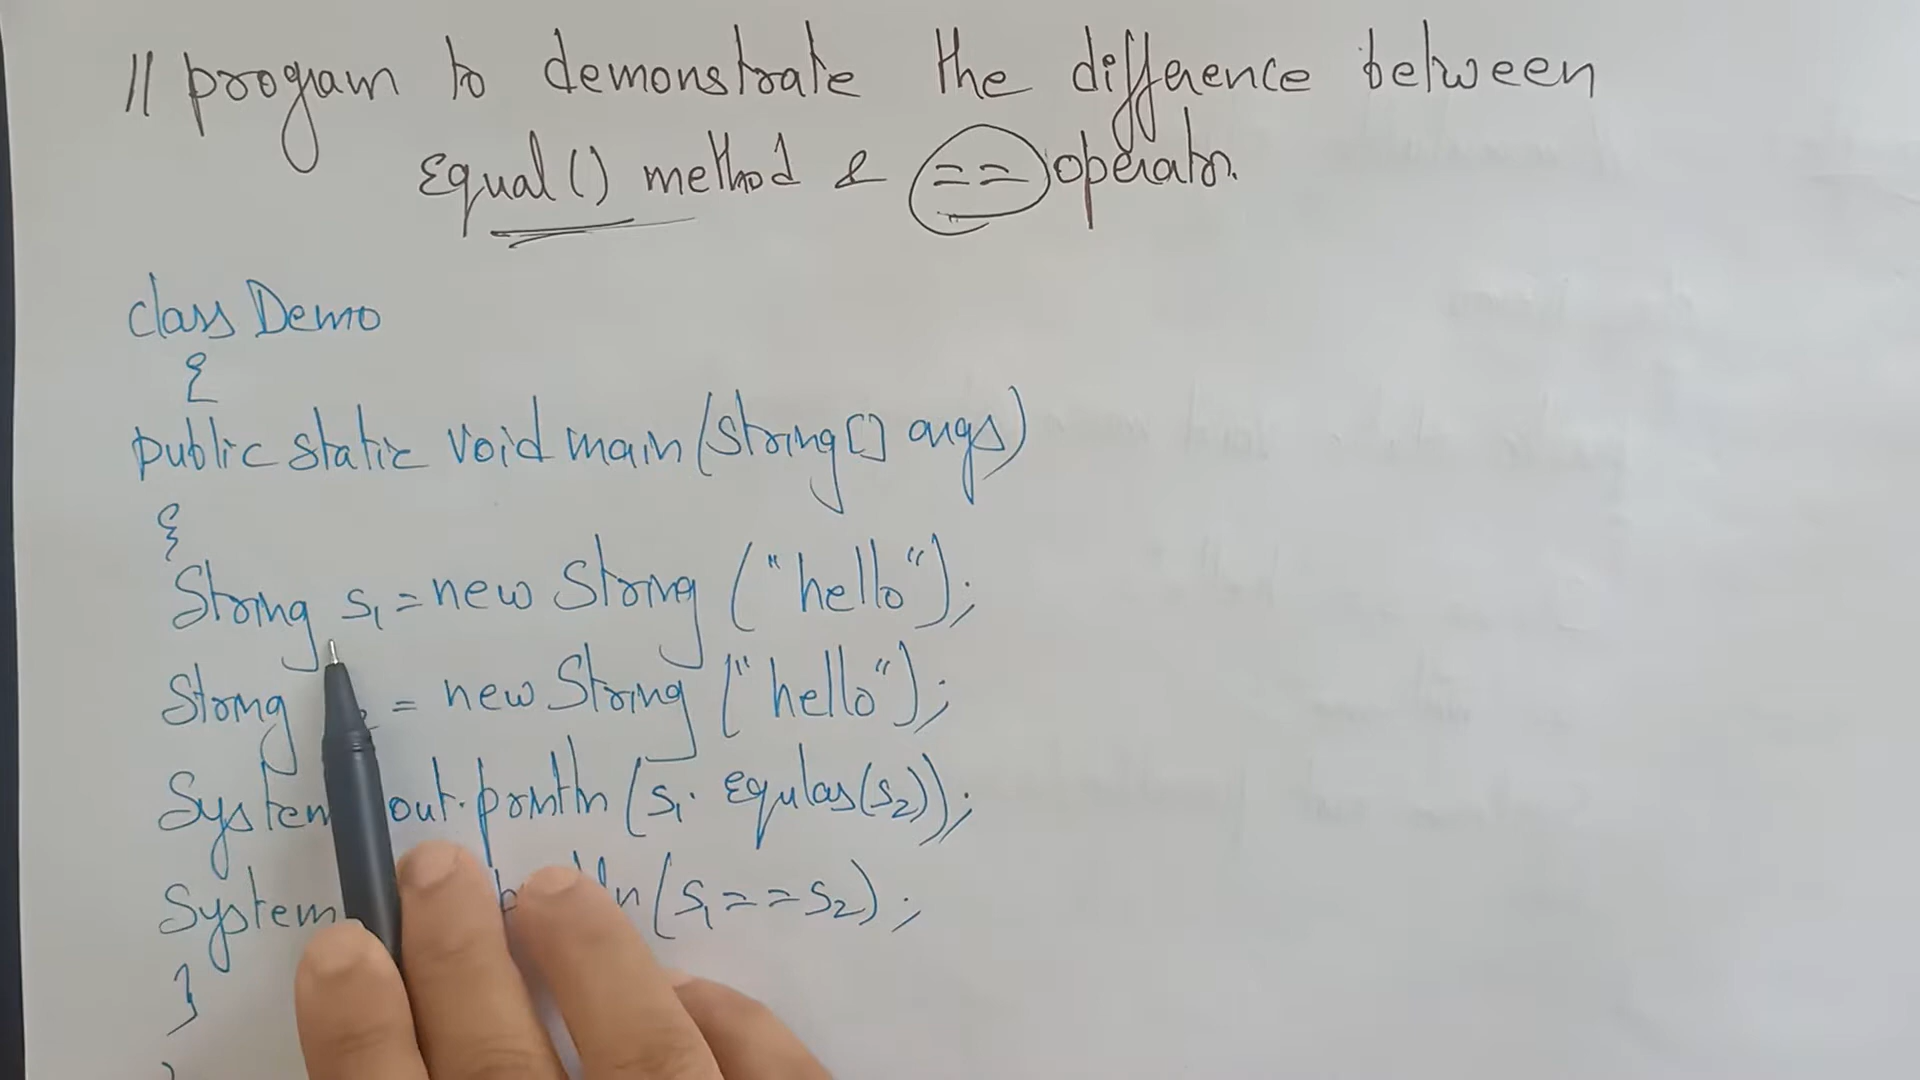 // program to demonstrate the difference between
Equal() method & == operator.
class Demo
{
public static void main(String[] args)
{
String s1 = new String ("hello");
String = new String ("hello");
System out.println (s1. equlas(s2));
System (s1 == s2);
}
}